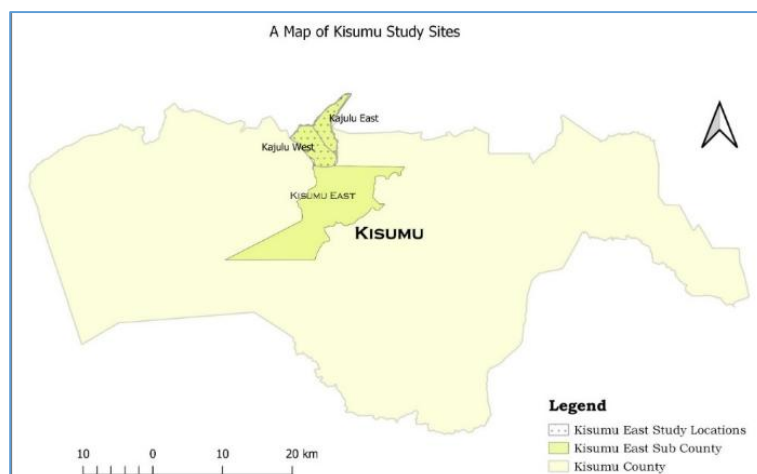 A Map of Kisumu Study Sites
Kajulu East
Kajulu West
KISUMU EAST
KISUMU
Legend
Kisumu East Study Locations
Kisumu East Sub County
Kisumu County
10 0 10 20 km